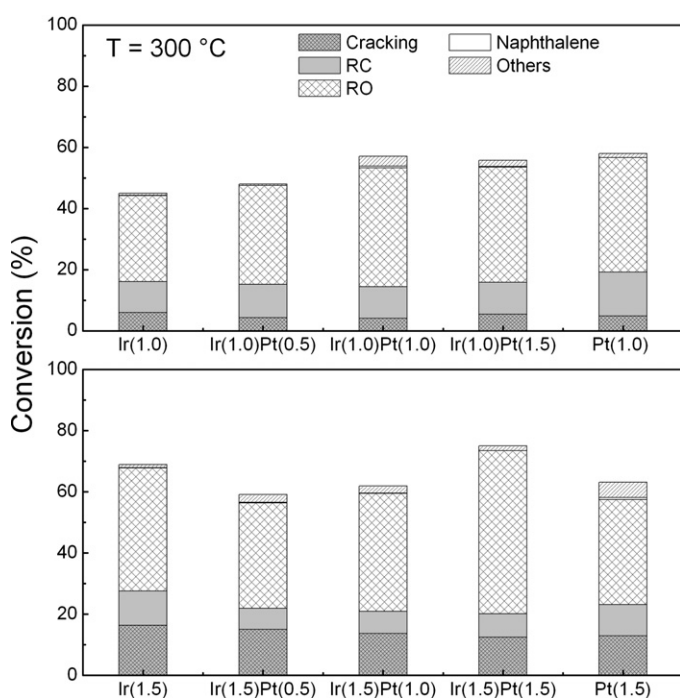 100
80
60
40
20
0
T = 300 °C
Cracking
RC
RO
Naphthalene
Others
Ir(1.0) Ir(1.0)Pt(0.5) Ir(1.0)Pt(1.0) Ir(1.0)Pt(1.5) Pt(1.0)
Conversion (%)
100
80
60
40
20
0
Ir(1.5) Ir(1.5)Pt(0.5) Ir(1.5)Pt(1.0) Ir(1.5)Pt(1.5) Pt(1.5)